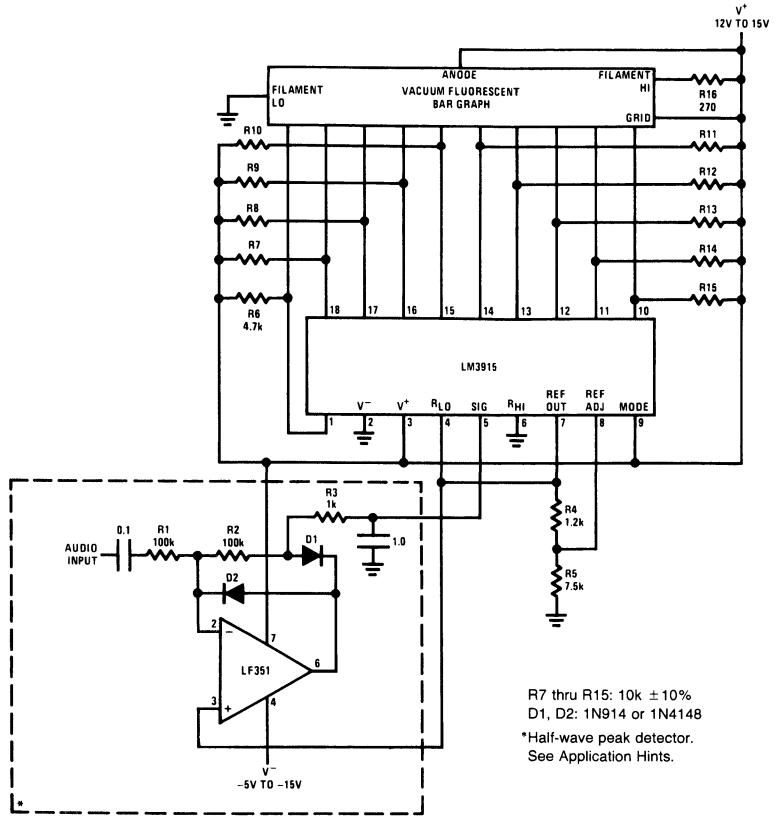 V+
12V TO 15V
ANODE
FILAMENT
LO
VACUUM FLUORESCENT
BAR GRAPH
FILAMENT
HI
GRID
R16
270
R10
R11
R9
R12
R8
R13
R7
R14
R6
4.7k
R15
18
17
16
15
14
13
12
11
10
LM3915
V−
V+
RLO
SIG
RHI
REF
OUT
REF
ADJ
MODE
1
2
3
4
5
6
7
8
9
R3
1k
R4
1.2k
0.1
R1
100k
R2
100k
D1
1.0
AUDIO
INPUT
D2
R5
7.5k
2
−
7
LF351
6
3
+
4
V−
−5V TO −15V
*
R7 thru R15: 10k ±10%
D1, D2: 1N914 or 1N4148
*Half-wave peak detector.
See Application Hints.